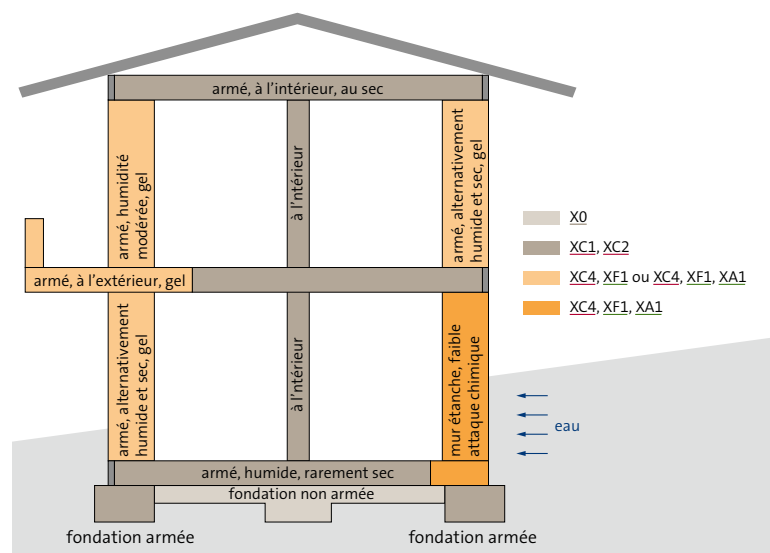 armé, à l'intérieur, au sec
armé, humidité
modérée, gel
à l'ntérieur
armé, alternativement
humide et sec, gel
X0
XC1, XC2
XC4, XF1 ou XC4, XF1, XA1
XC4, XF1, XA1
armé, à l'extérieur, gel
armé, alternativement
humide et sec, gel
à l'ntérieur
mur étanche, faible
attaque chimique
eau
armé, humide, rarement sec
fondation non armée
fondation armée
fondation armée